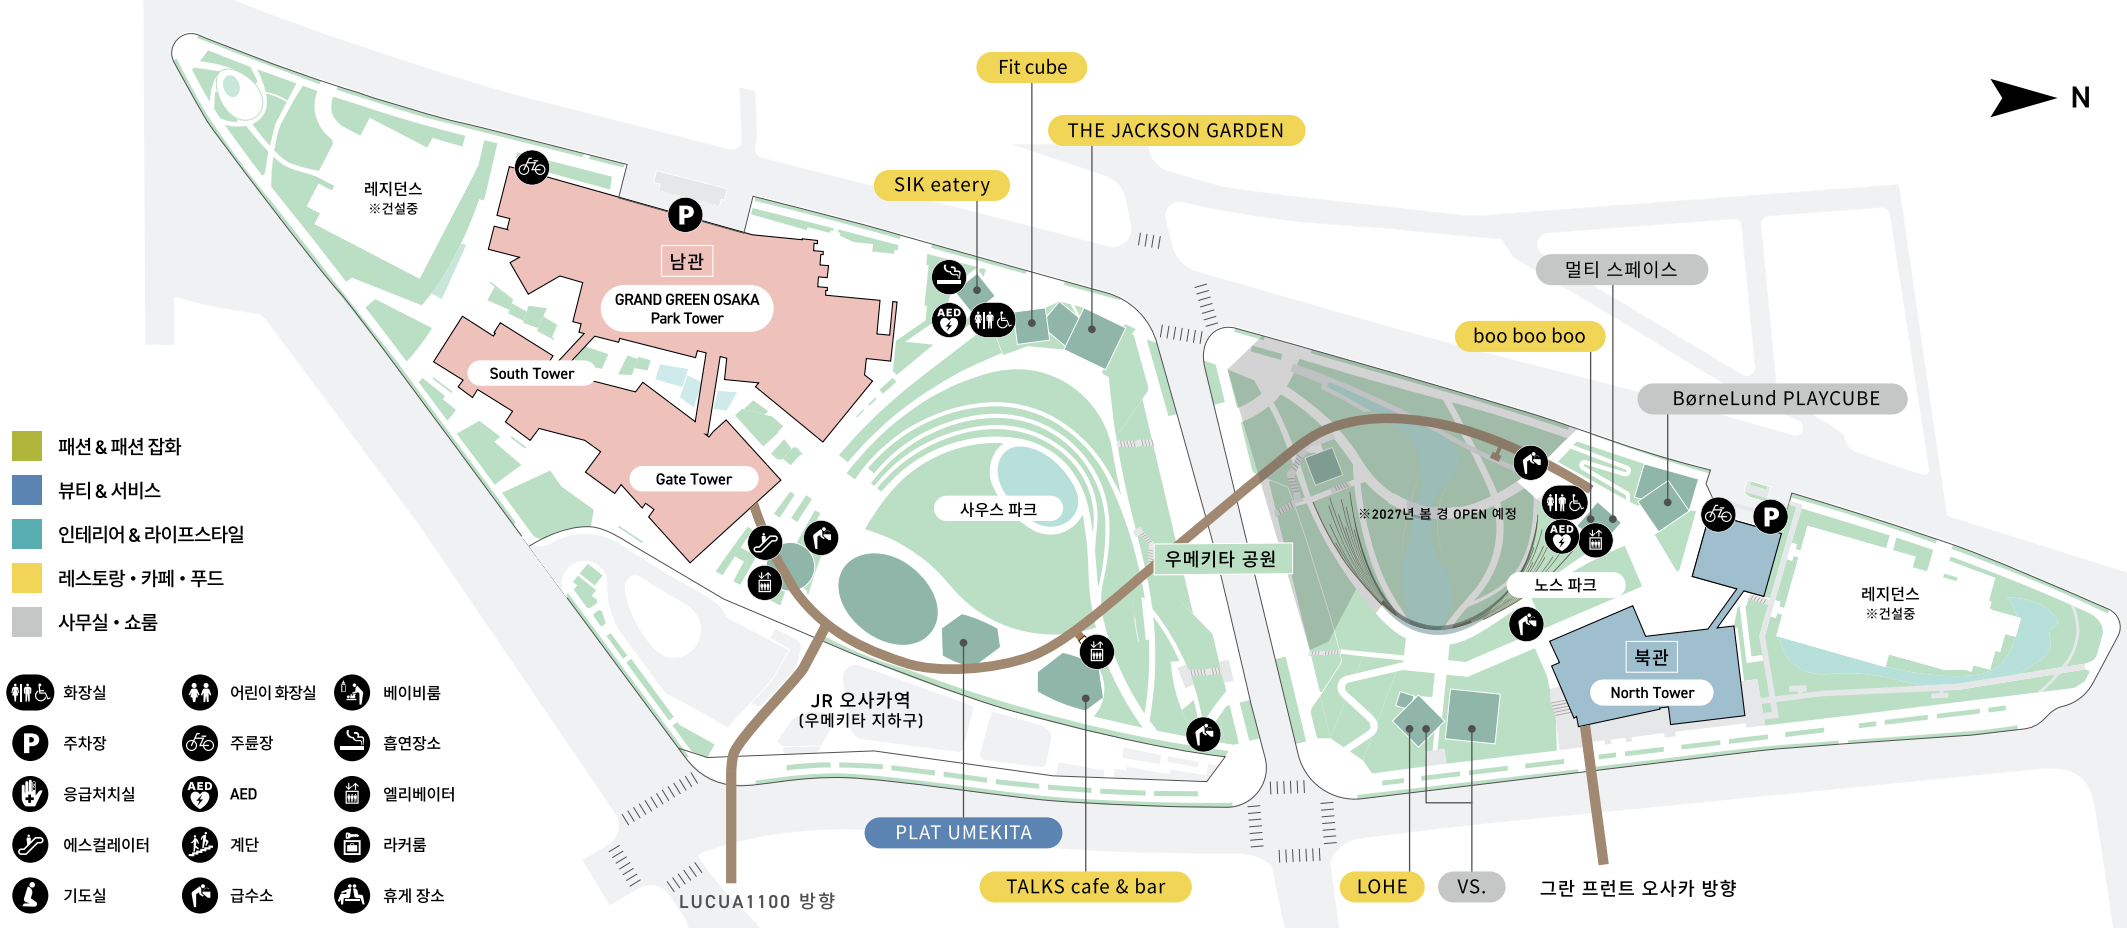 Fit cube
THE JACKSON GARDEN
SIK eatery
N
레지던스
※건설중
P
남관
GRAND GREEN OSAKA
Park Tower
AED
South Tower
Gate Tower
멀티 스페이스
boo boo boo
BørneLund PLAYCUBE
사우스 파크
우메키타 공원
※2027년 봄 경 OPEN 예정
AED
P
노스 파크
레지던스
※건설중
북관
North Tower
JR 오사카역
(우메키타 지하구)
PLAT UMEKITA
TALKS cafe & bar
LUCUA1100 방향
LOHE
VS.
그란 프런트 오사카 방향
패션 & 패션 잡화
뷰티 & 서비스
인테리어 & 라이프스타일
레스토랑・카페・푸드
사무실・쇼룸
화장실
어린이 화장실
베이비룸
P 주차장
주륜장
흡연장소
응급처치실
AED AED
엘리베이터
에스컬레이터
계단
라커룸
기도실
급수소
휴게 장소